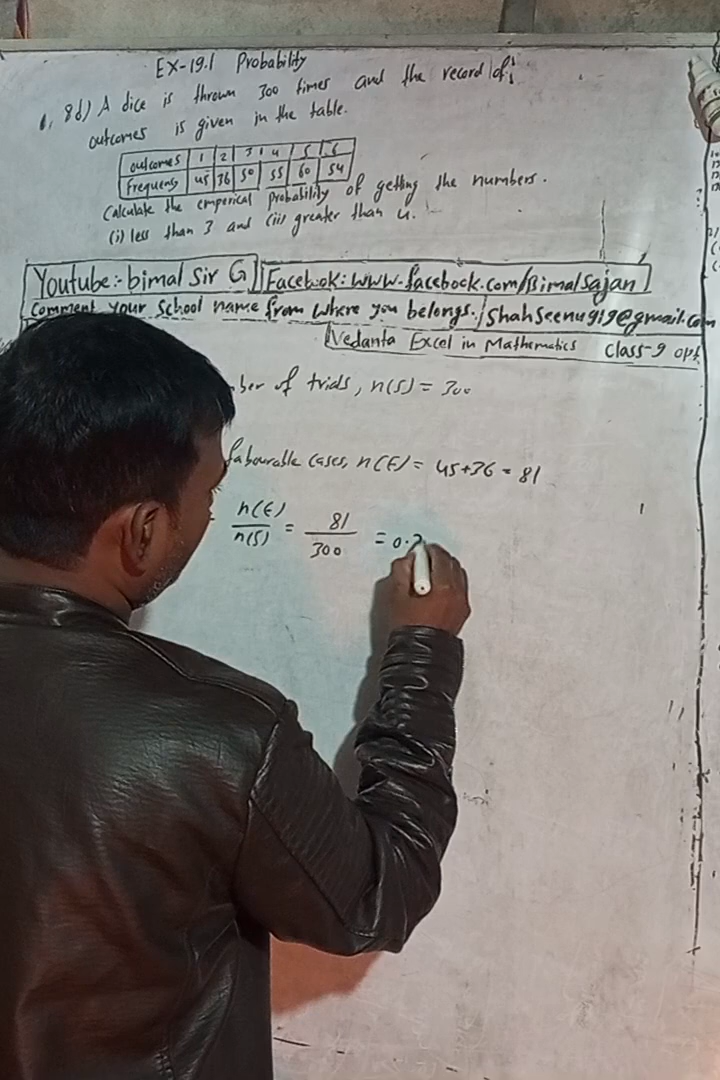 EX-19.1 Probability
1. 8d) A dice is thrown 300 times and the record of
outcomes is given in the table.
outcomes 1 2 3 4 5 6
Frequency 45 36 50 55 60 54
Calculate the emperical Probability of getting the numbers.
(i) less than 3 and (ii) greater than 4.
Youtube:- bimal Sir G Facebook: www.facebook.com/Bimalsajan
Comment your School name from where you belongs. Shahseenu919@gmail.com
Vedanta Excel in Mathematics Class-9 opt
of trials, n(S) = 300
fabourable cases, n(E) = 45+36 = 81
n(E)/n(S) = 81/300 = 0.2